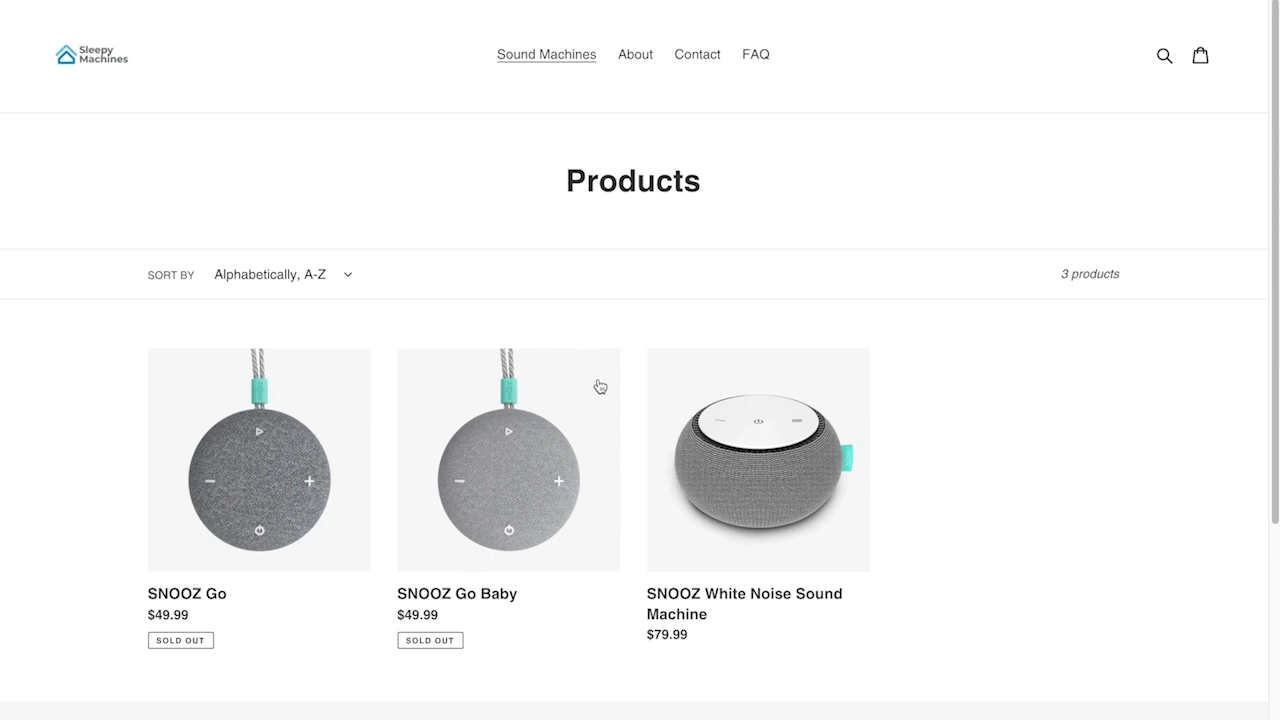 Sleepy
Machines
Sound Machines About Contact FAQ
Products
SORT BY Alphabetically, A-Z
3 products
SNOOZ Go
$49.99
SOLD OUT
SNOOZ Go Baby
$49.99
SOLD OUT
SNOOZ White Noise Sound
Machine
$79.99